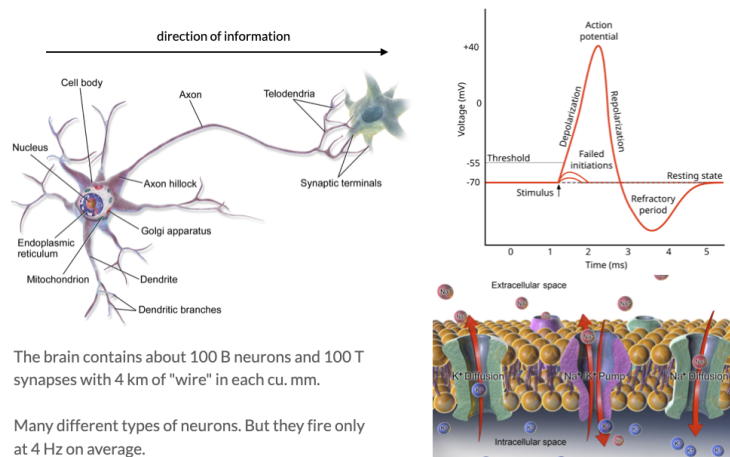 direction of information
Cell body
Axon
Telodendria
Nucleus
Axon hillock
Synaptic terminals
Golgi apparatus
Endoplasmic
reticulum
Mitochondrion
Dendrite
Dendritic branches
The brain contains about 100 B neurons and 100 T
synapses with 4 km of "wire" in each cu. mm.
Many different types of neurons. But they fire only
at 4 Hz on average.
Action
potential
+40
Voltage (mV)
0
Depolarization
Repolarization
-55
Threshold
Failed
initiations
-70
Resting state
Stimulus
Refractory
period
0 1 2 3 4 5
Time (ms)
Extracellular space
K+ Diffusion
Na+/K+ Pump
Na+ Diffusion
Intracellular space